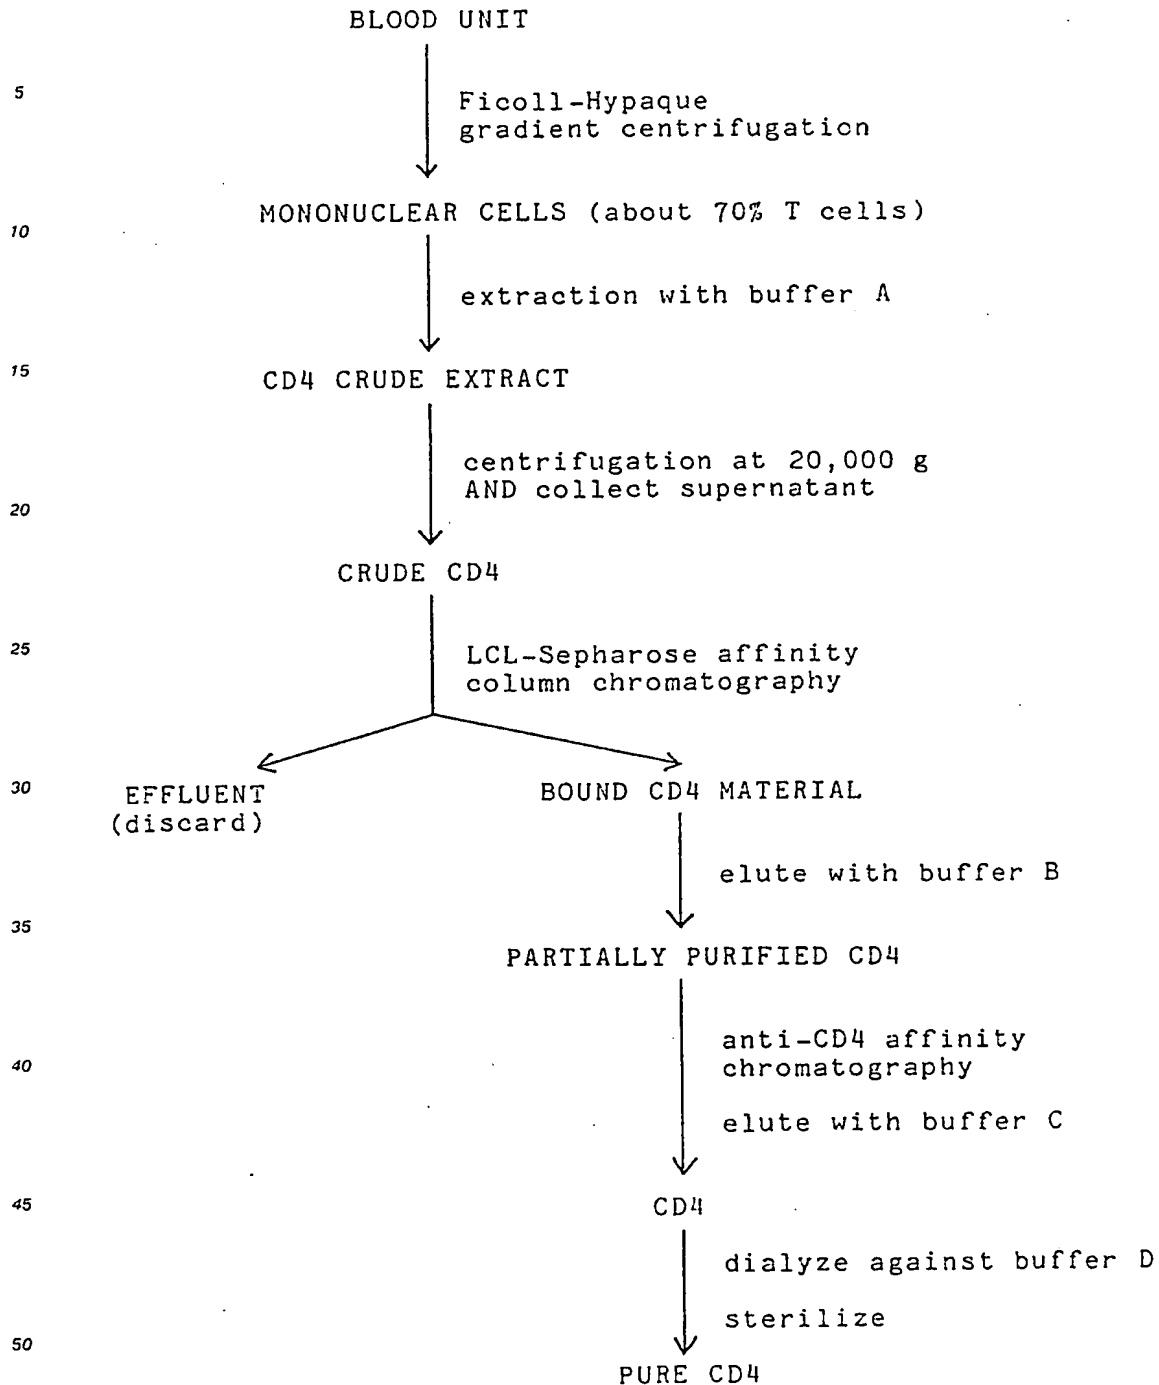 BLOOD UNIT
5
Ficoll-Hypaque
gradient centrifugation
MONONUCLEAR CELLS (about 70% T cells)
10
extraction with buffer A
15
CD4 CRUDE EXTRACT
centrifugation at 20,000 g
AND collect supernatant
20
CRUDE CD4
25
LCL-Sepharose affinity
column chromatography
30
EFFLUENT
(discard)
BOUND CD4 MATERIAL
elute with buffer B
35
PARTIALLY PURIFIED CD4
anti-CD4 affinity
chromatography
40
elute with buffer C
45
CD4
dialyze against buffer D
sterilize
50
PURE CD4